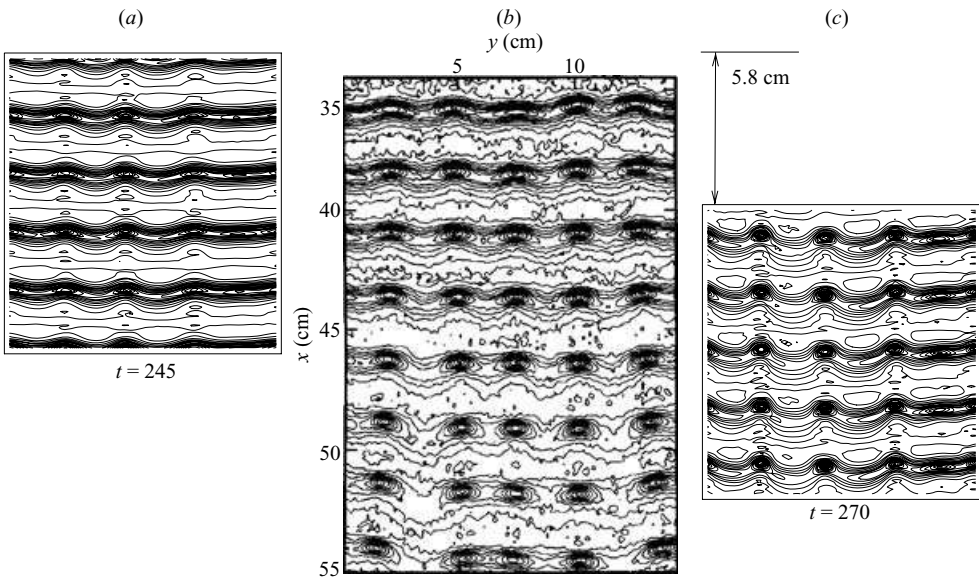 (a)
(b)
(c)
y (cm)
5 10
5.8 cm
35
40
x (cm)
45
50
55
t = 245
t = 270